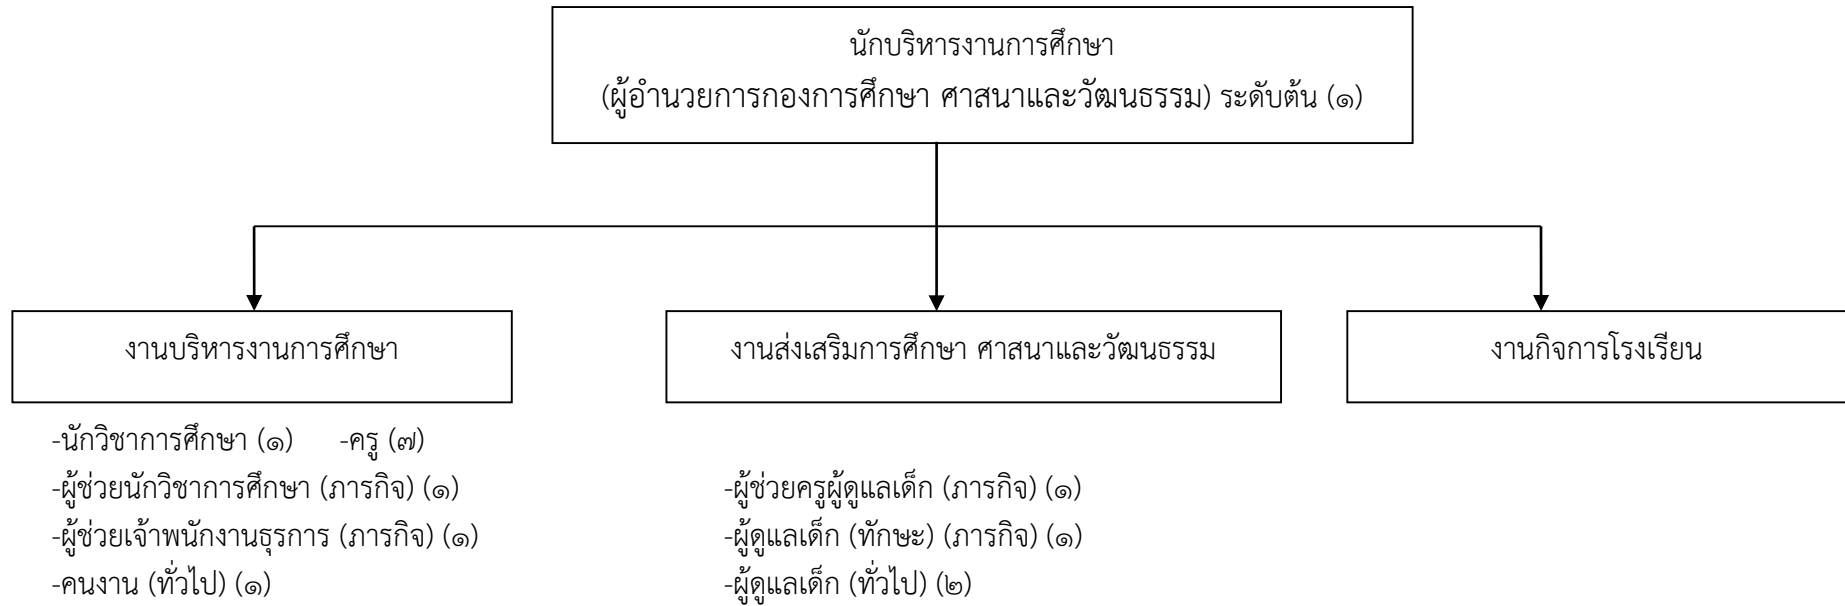 นักบริหารงานการศึกษา
(ผู้อำนวยการกองการศึกษา ศาสนาและวัฒนธรรม) ระดับต้น (๑)
งานบริหารงานการศึกษา
งานส่งเสริมการศึกษา ศาสนาและวัฒนธรรม
งานกิจการโรงเรียน
-นักวิชาการศึกษา (๑) -ครู (๗)
-ผู้ช่วยนักวิชาการศึกษา (ภารกิจ) (๑)
-ผู้ช่วยเจ้าพนักงานธุรการ (ภารกิจ) (๑)
-คนงาน (ทั่วไป) (๑)
-ผู้ช่วยครูผู้ดูแลเด็ก (ภารกิจ) (๑)
-ผู้ดูแลเด็ก (ทักษะ) (ภารกิจ) (๑)
-ผู้ดูแลเด็ก (ทั่วไป) (๒)